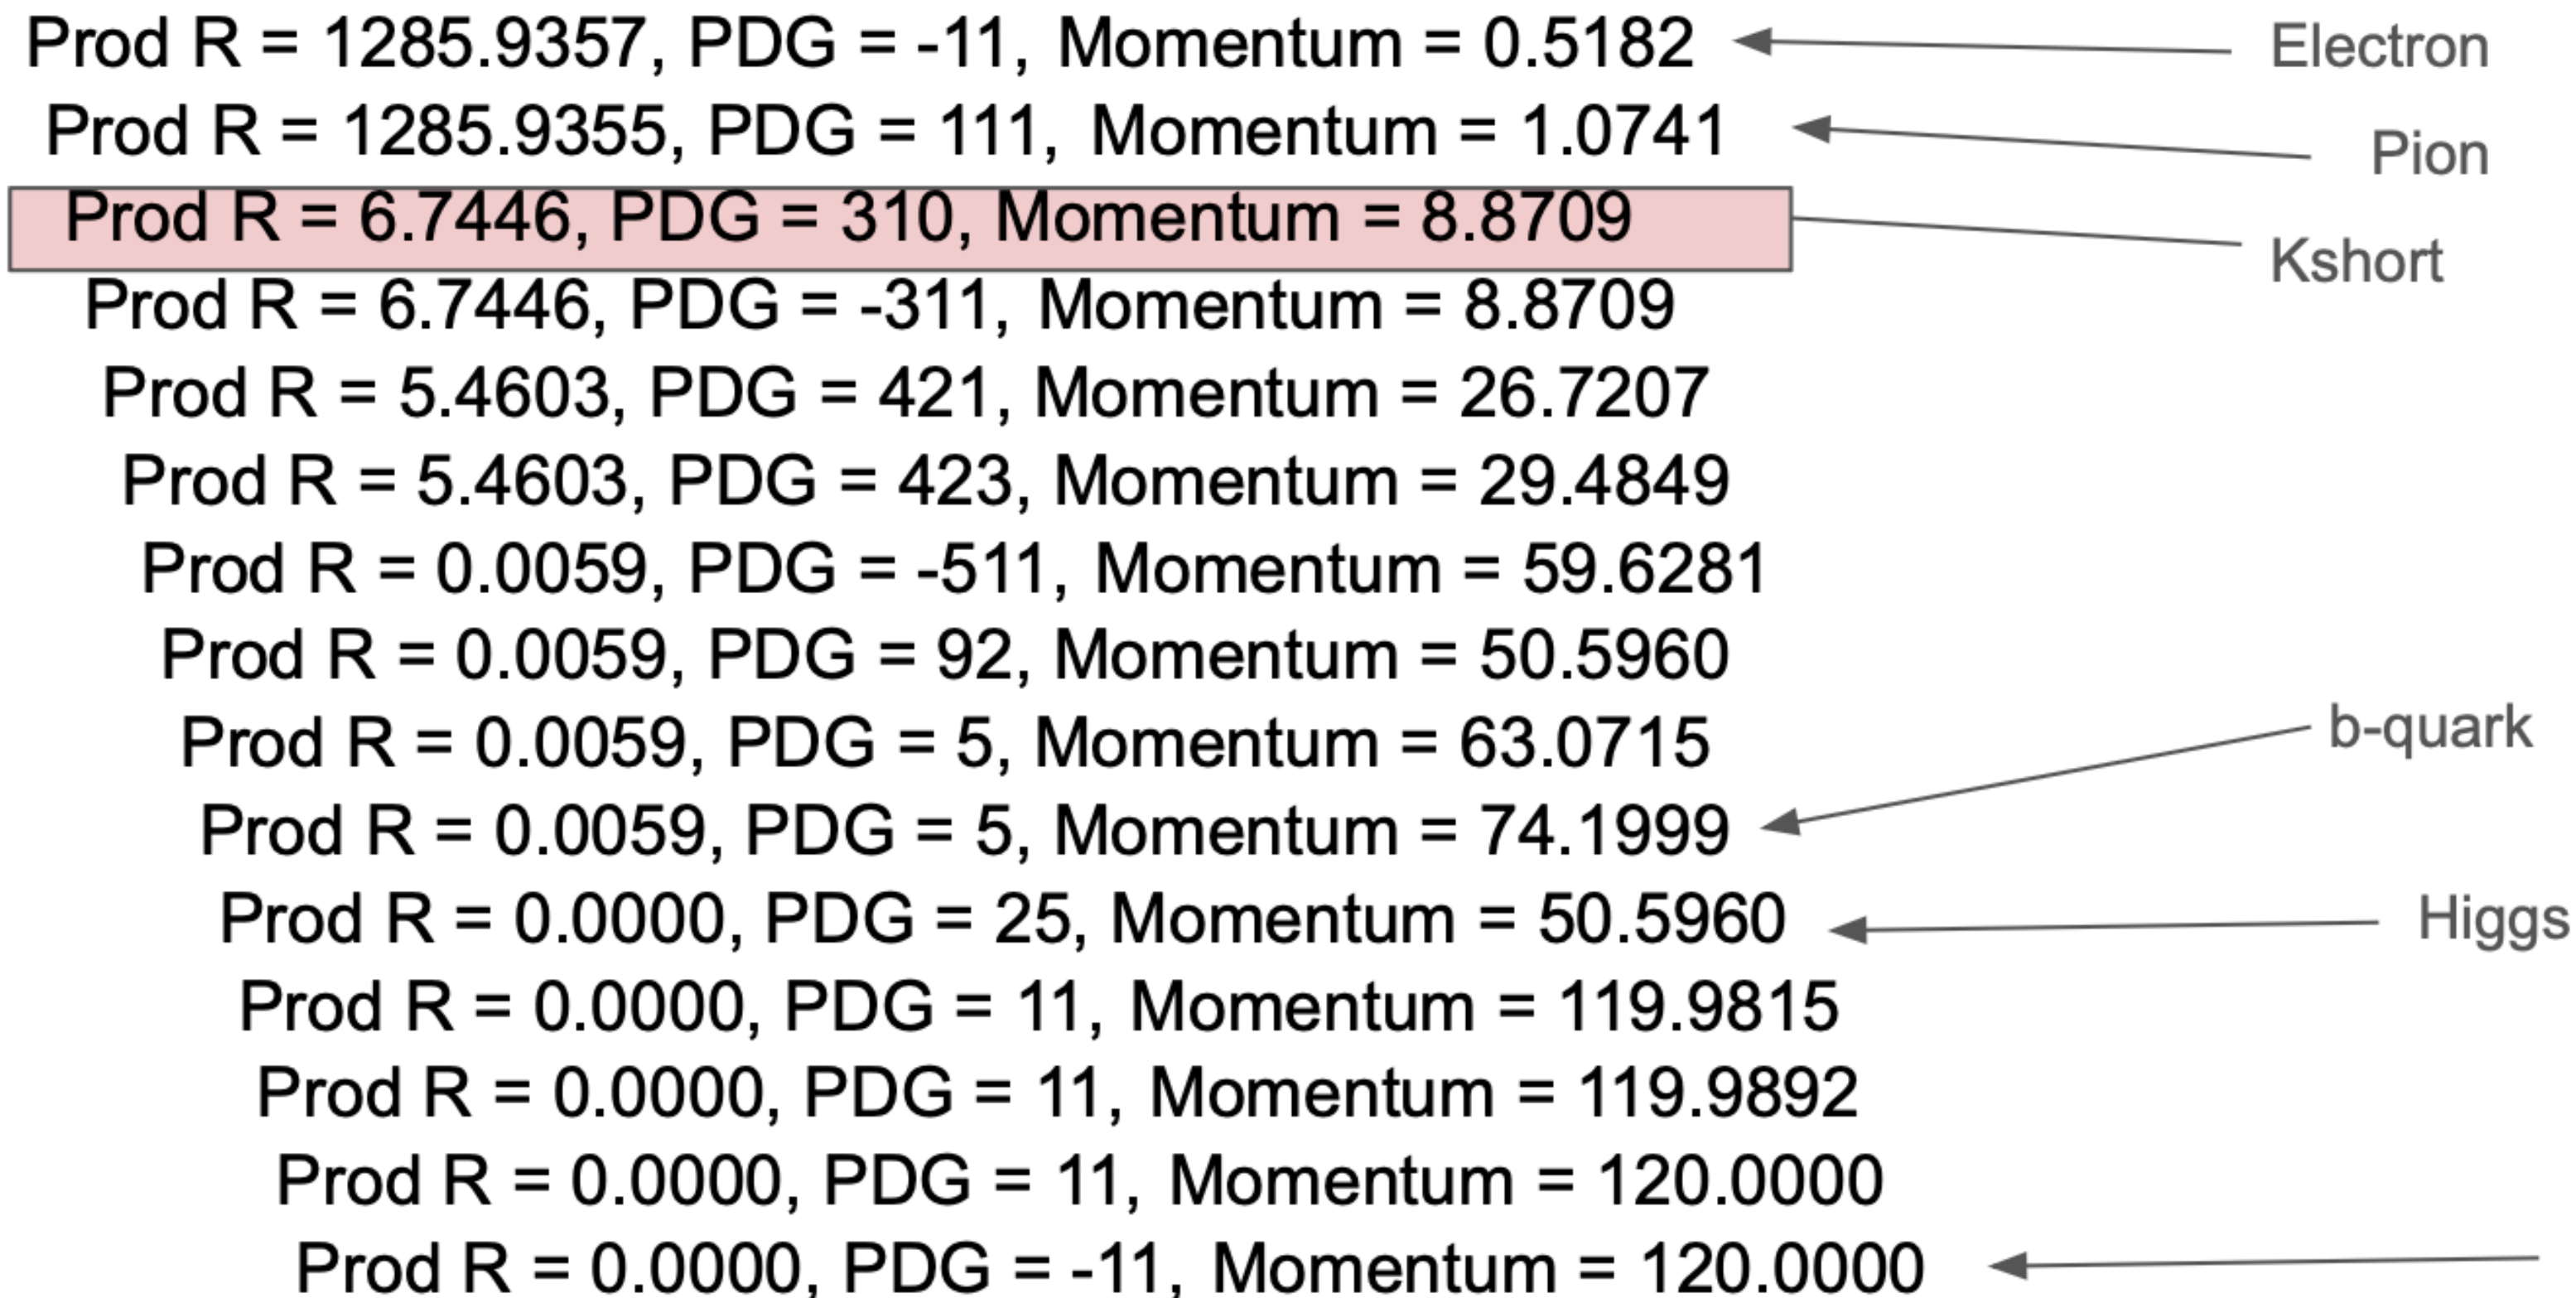 Prod R = 1285.9357, PDG = -11, Momentum = 0.5182 Electron
Prod R = 1285.9355, PDG = 111, Momentum = 1.0741 Pion
Prod R = 6.7446, PDG = 310, Momentum = 8.8709 Kshort
Prod R = 6.7446, PDG = -311, Momentum = 8.8709
Prod R = 5.4603, PDG = 421, Momentum = 26.7207
Prod R = 5.4603, PDG = 423, Momentum = 29.4849
Prod R = 0.0059, PDG = -511, Momentum = 59.6281
Prod R = 0.0059, PDG = 92, Momentum = 50.5960
Prod R = 0.0059, PDG = 5, Momentum = 63.0715 b-quark
Prod R = 0.0059, PDG = 5, Momentum = 74.1999
Prod R = 0.0000, PDG = 25, Momentum = 50.5960 Higgs
Prod R = 0.0000, PDG = 11, Momentum = 119.9815
Prod R = 0.0000, PDG = 11, Momentum = 119.9892
Prod R = 0.0000, PDG = 11, Momentum = 120.0000
Prod R = 0.0000, PDG = -11, Momentum = 120.0000